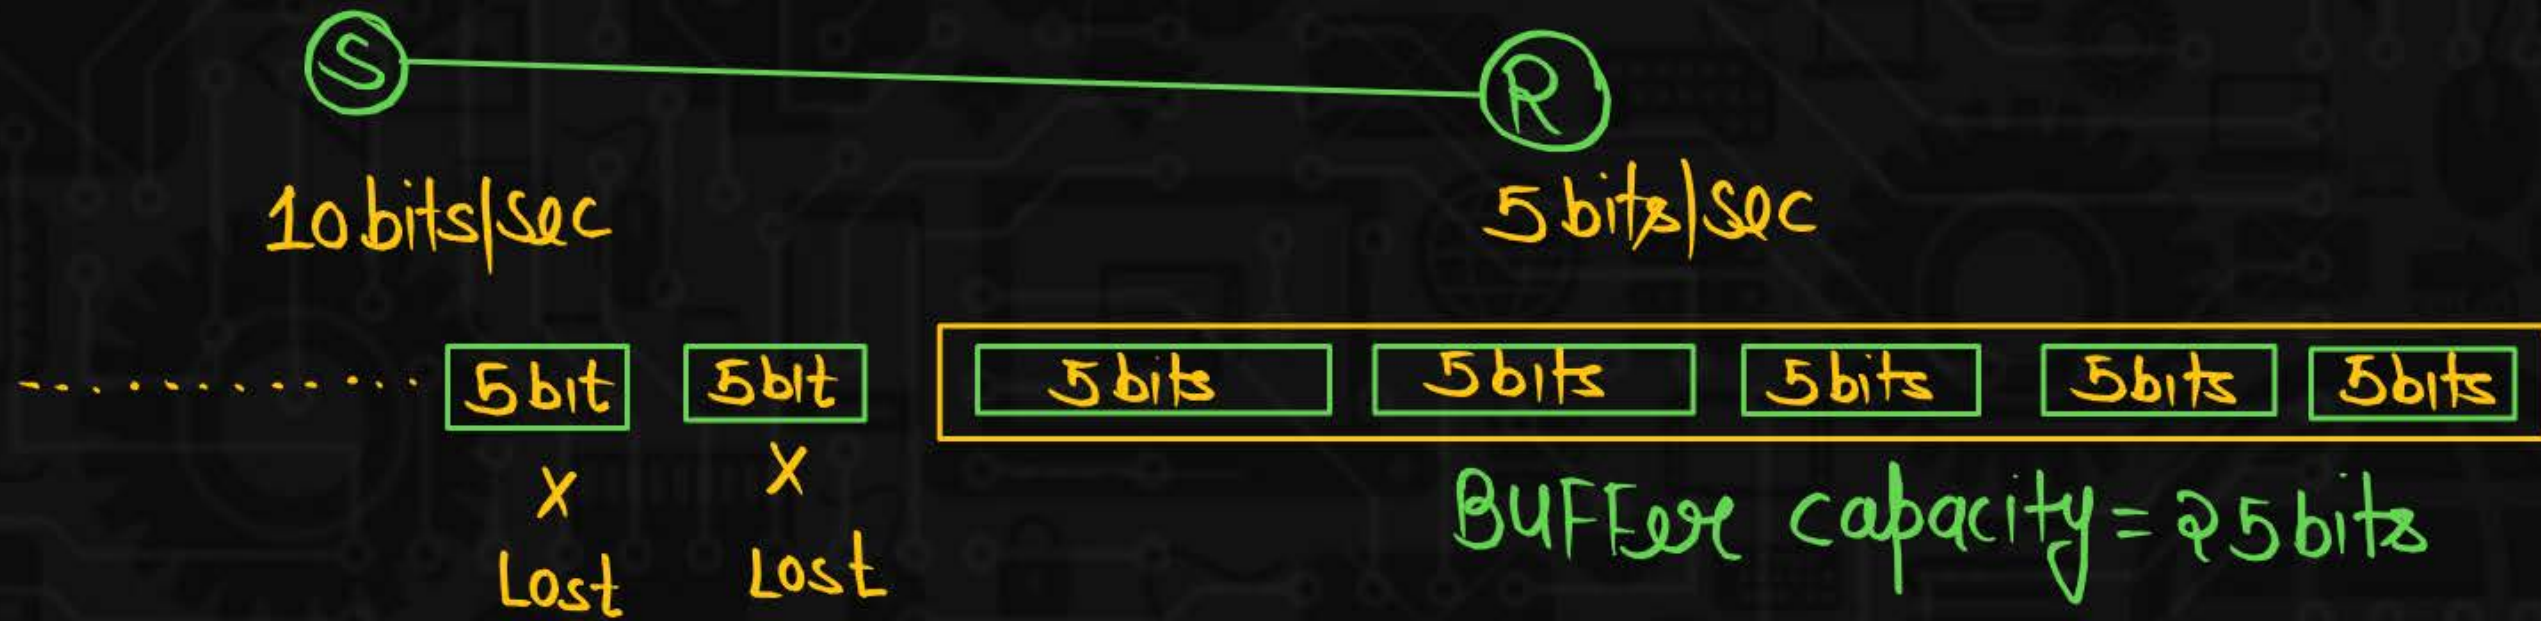 S R
10 bits/sec 5 bits/sec
5 bit 5 bit 5 bits 5 bits 5 bits 5 bits 5 bits
X X
Lost Lost
BUFFer capacity = 25 bits